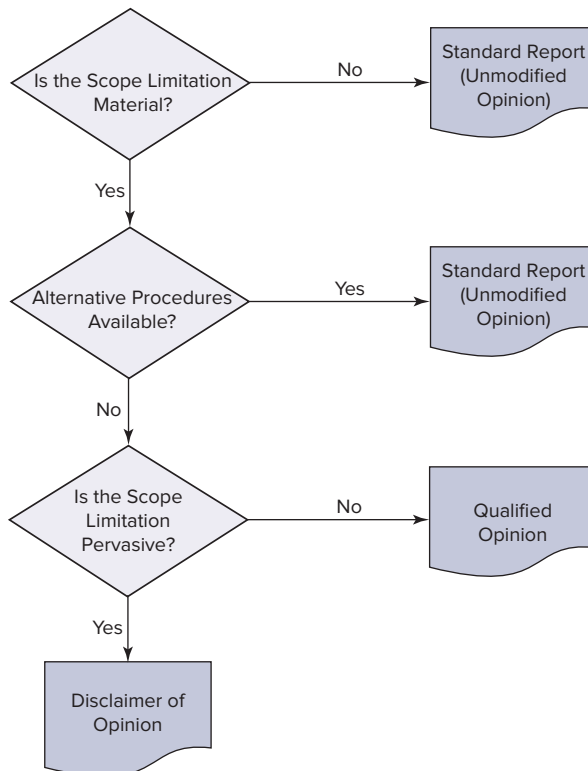 Is the Scope Limitation
Material?
No
Standard Report
(Unmodified
Opinion)
Yes
Alternative Procedures
Available?
Yes
Standard Report
(Unmodified
Opinion)
No
Is the Scope
Limitation
Pervasive?
No
Qualified
Opinion
Yes
Disclaimer of
Opinion